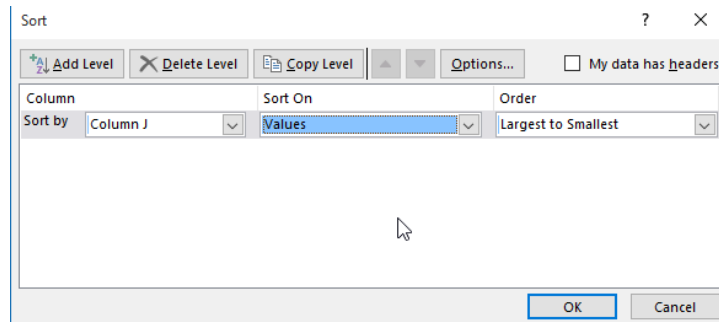 Sort ?
Add Level Delete Level Copy Level Options... My data has headers
Column Sort On Order
Sort by Column J Values Largest to Smallest
OK Cancel